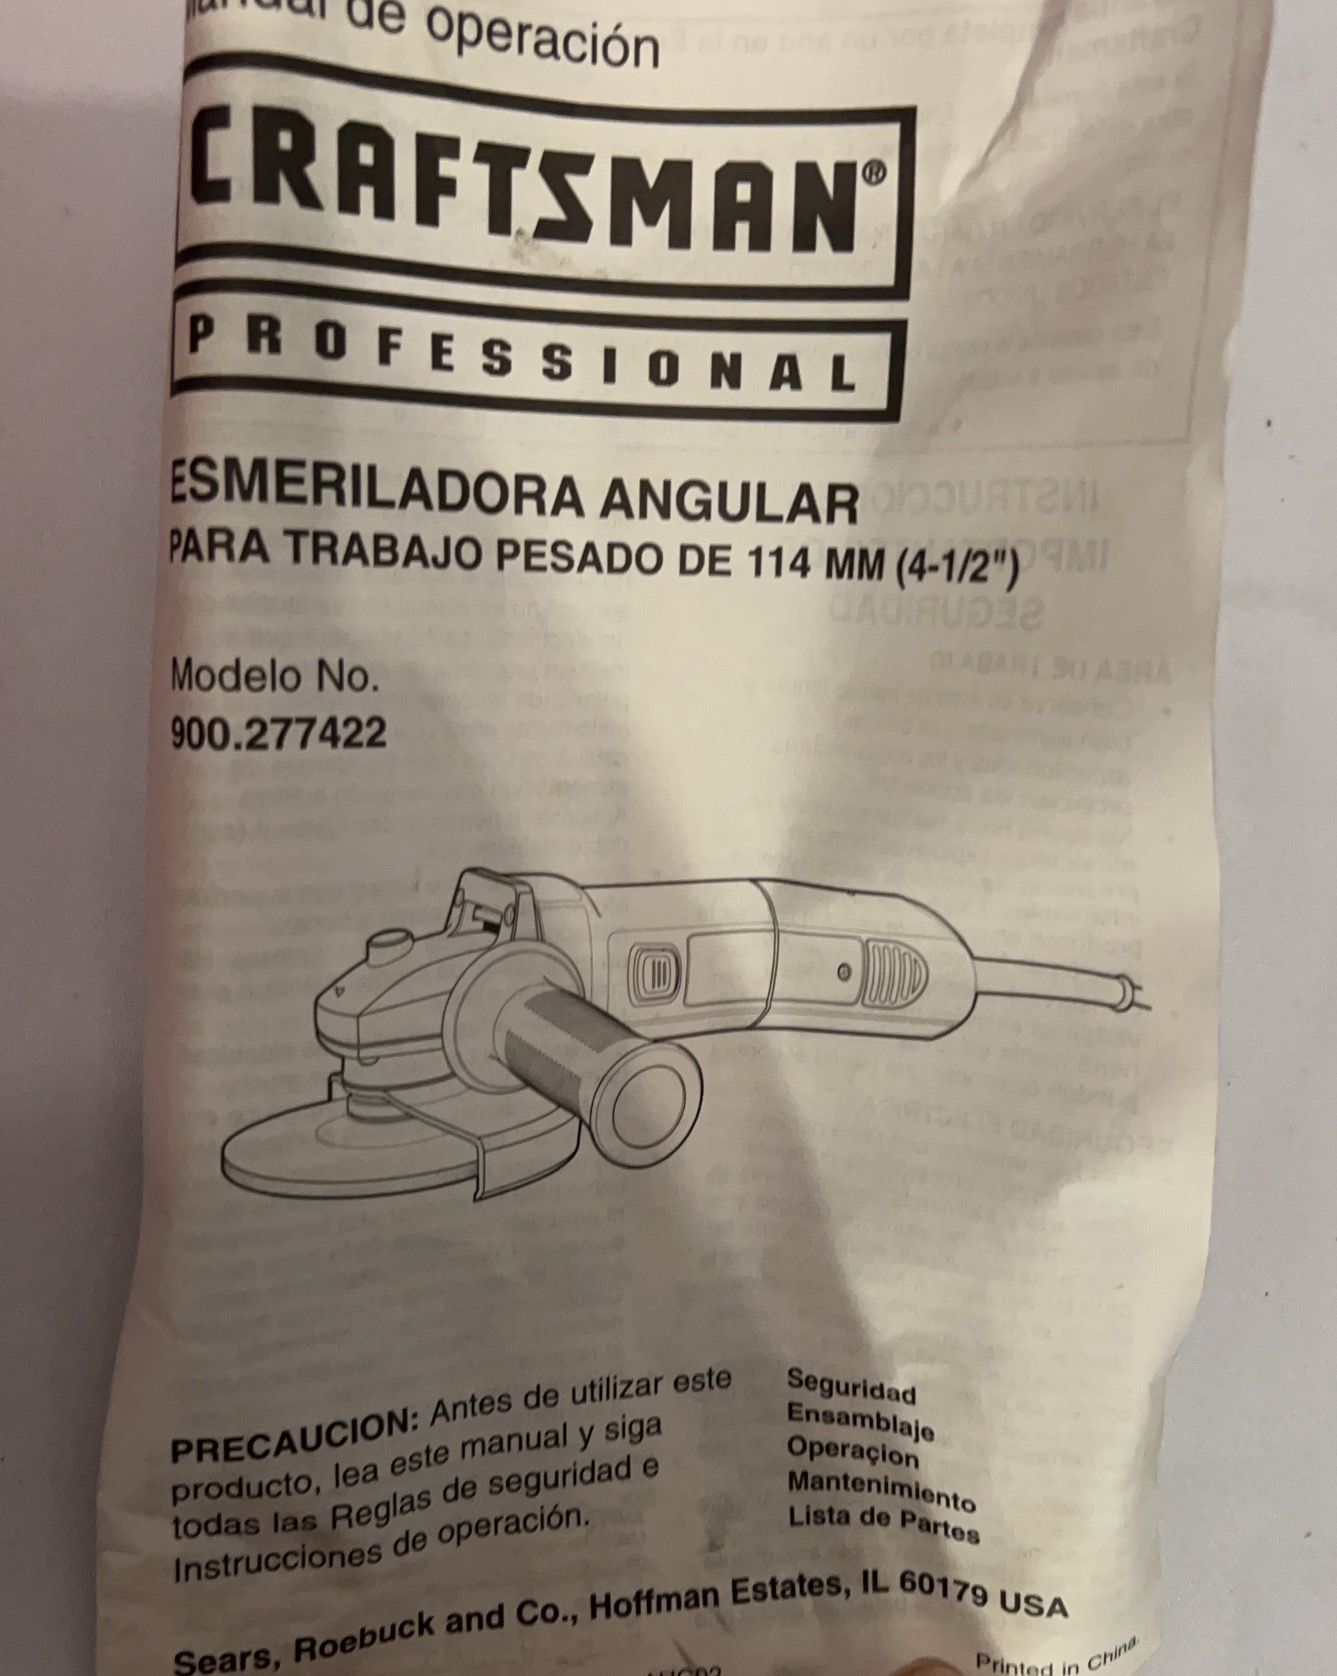 de operación
CRAFTSMAN®
PROFESSIONAL
ESMERILADORA ANGULAR
PARA TRABAJO PESADO DE 114 MM (4-1/2")
Modelo No.
900.277422
PRECAUCION: Antes de utilizar este
producto, lea este manual y siga
todas las Reglas de seguridad e
Instrucciones de operación.
Seguridad
Ensamblaje
Operaçion
Mantenimiento
Lista de Partes
Sears, Roebuck and Co., Hoffman Estates, IL 60179 USA
Printed in China